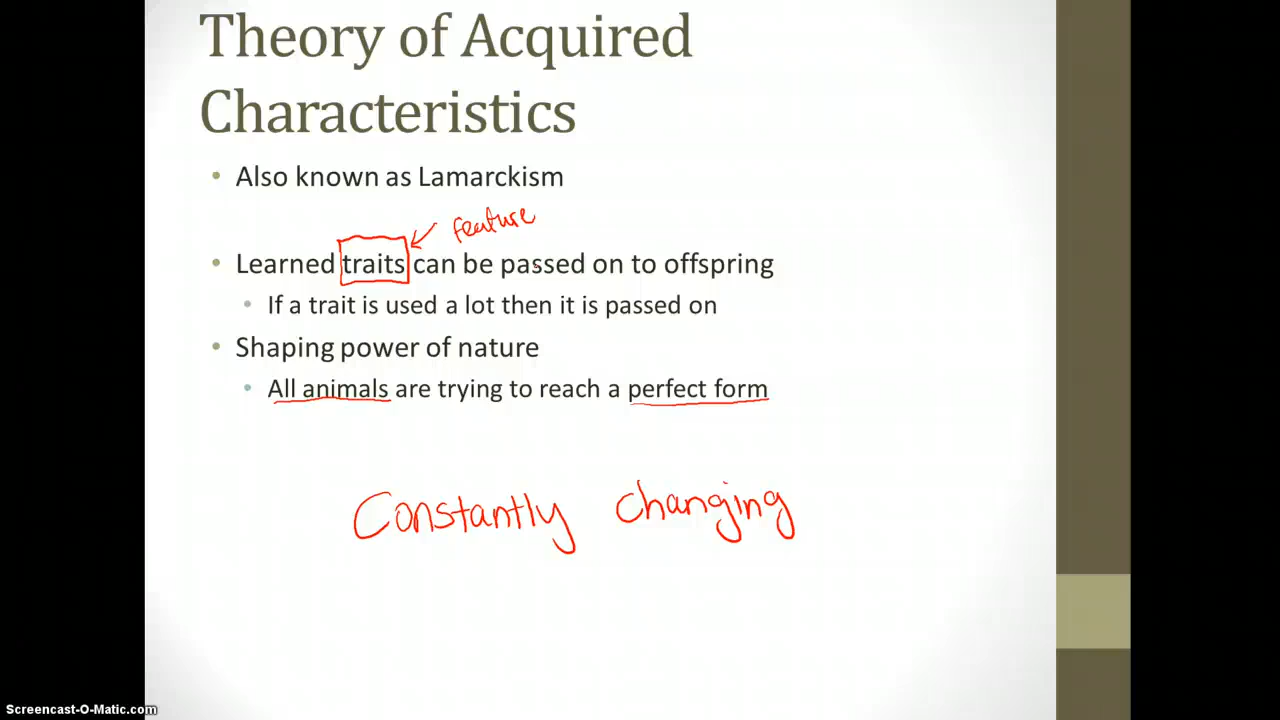 Theory of Acquired
Characteristics
• Also known as Lamarckism
feature
• Learned traits can be passed on to offspring
• If a trait is used a lot then it is passed on
• Shaping power of nature
• All animals are trying to reach a perfect form
Constantly changing
Screencast-O-Matic.com